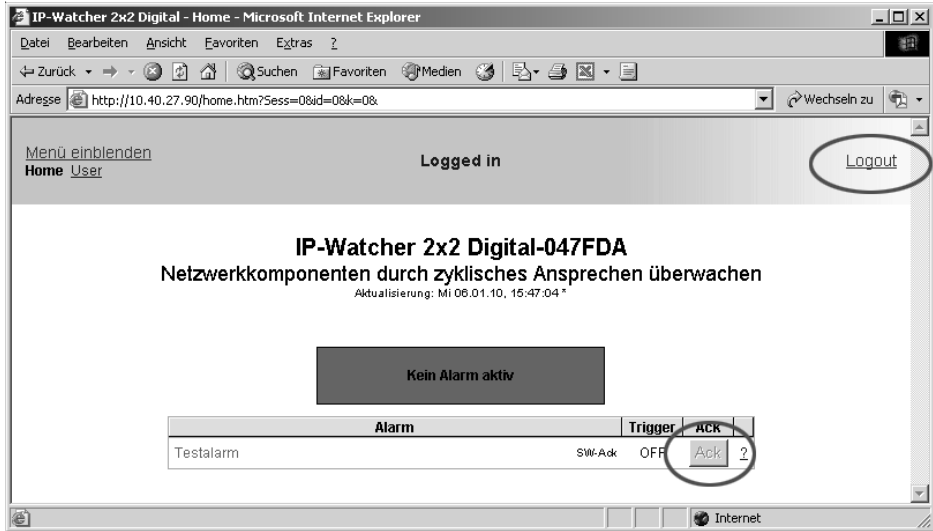 IP-Watcher 2x2 Digital - Home - Microsoft Internet Explorer
Datei Bearbeiten Ansicht Favoriten Extras ?
Zurück Suchen Favoriten Medien
Adresse http://10.40.27.90/home.htm?Sess=0&id=0&k=0& Wechseln zu
Menü einblenden
Home User
Logged in
Logout
IP-Watcher 2x2 Digital-047FDA
Netzwerkkomponenten durch zyklisches Ansprechen überwachen
Aktualisierung: Mi 06.01.10, 15:47:04 *
Kein Alarm aktiv
Alarm Trigger Ack
Testalarm SW-Ack OFF Ack ?
Internet